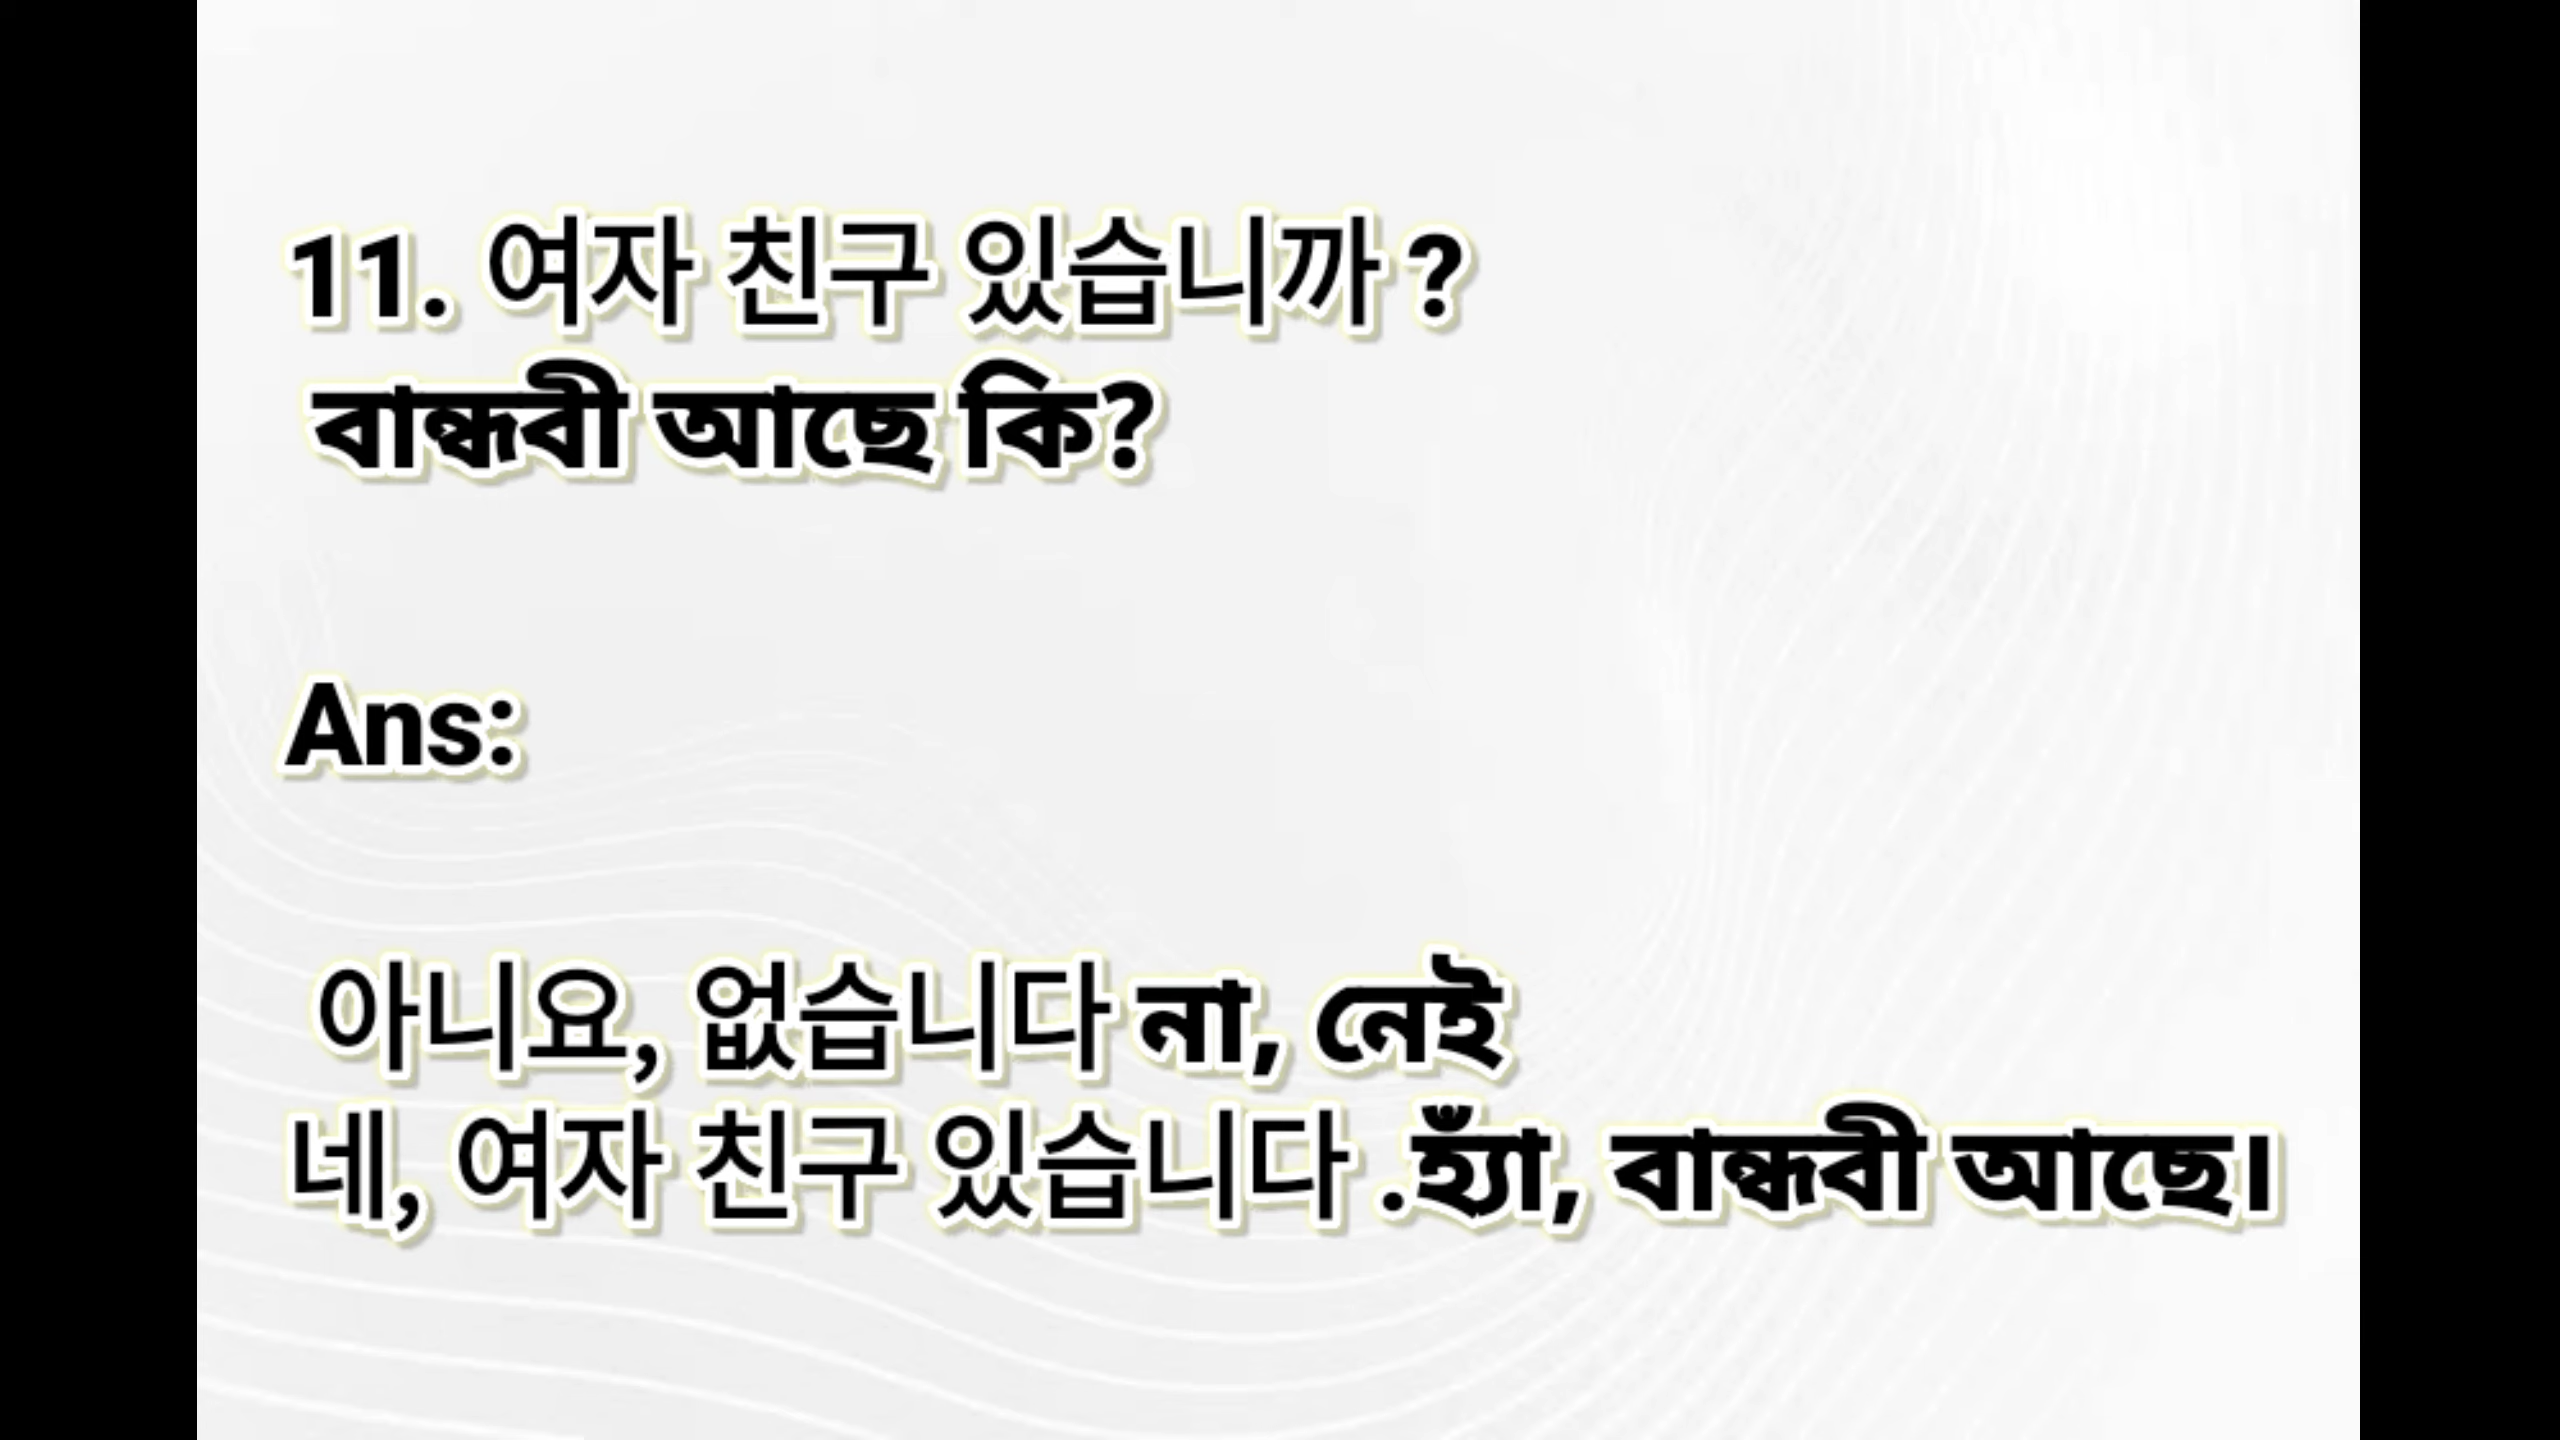 11. 여자 친구 있습니까 ?
বান্ধবী আছে কি?
Ans:
아니요, 없습니다 না, নেই
네, 여자 친구 있습니다 .হ্যাঁ, বান্ধবী আছে।